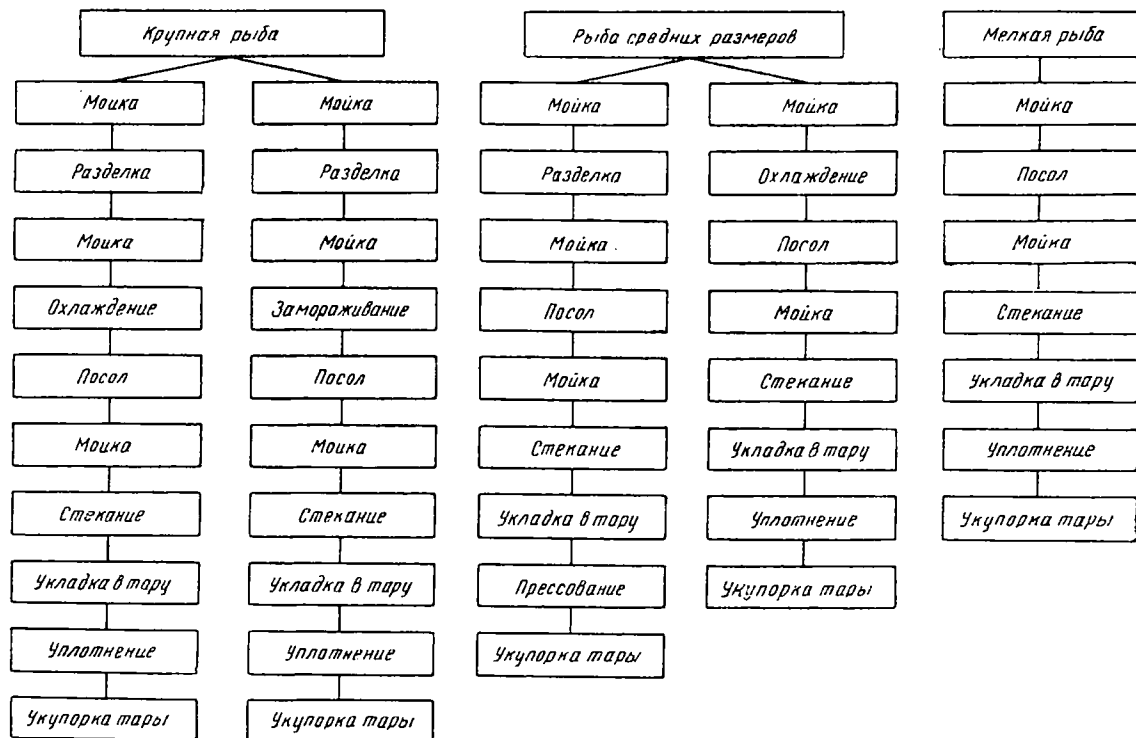 Крупная рыба
Мойка
Разделка
Мойка
Охлаждение
Посол
Мойка
Стекание
Укладка в тару
Уплотнение
Укупорка тары
Мойка
Разделка
Мойка
Замораживание
Посол
Мойка
Стекание
Укладка в тару
Уплотнение
Укупорка тары
Рыба средних размеров
Мойка
Разделка
Мойка
Посол
Мойка
Стекание
Укладка в тару
Прессование
Укупорка тары
Мойка
Охлаждение
Посол
Мойка
Стекание
Укладка в тару
Уплотнение
Укупорка тары
Мелкая рыба
Мойка
Посол
Мойка
Стекание
Укладка в тару
Уплотнение
Укупорка тары